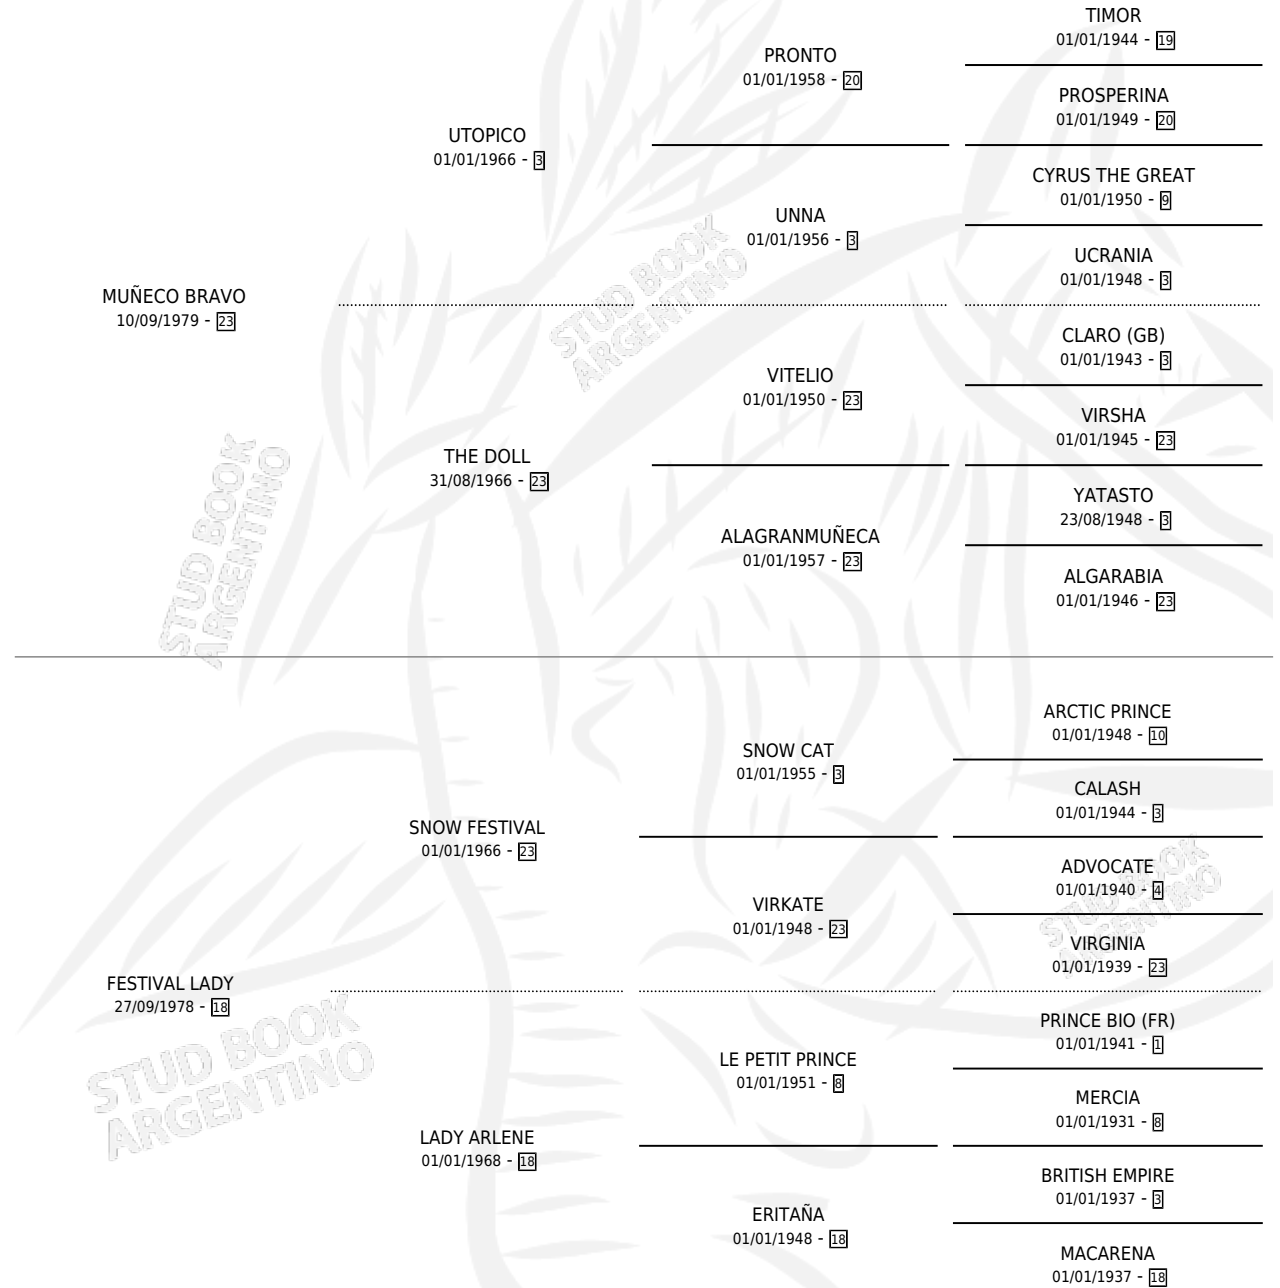 TIMOR
01/01/1944 - 19
PRONTO
01/01/1958 - 20
PROSPERINA
01/01/1949 - 20
UTOPICO
01/01/1966 - 3
CYRUS THE GREAT
01/01/1950 - 9
UNNA
01/01/1956 - 3
UCRANIA
01/01/1948 - 3
MUÑECO BRAVO
10/09/1979 - 23
CLARO (GB)
01/01/1943 - 3
VITELIO
01/01/1950 - 23
VIRSHA
01/01/1945 - 23
THE DOLL
31/08/1966 - 23
YATASTO
23/08/1948 - 3
ALAGRANMUÑECA
01/01/1957 - 23
ALGARABIA
01/01/1946 - 23
STUD BOOK
ARGENTINO
STUD BOOK
ARGENTINO
ARCTIC PRINCE
01/01/1948 - 10
SNOW CAT
01/01/1955 - 3
CALASH
01/01/1944 - 3
SNOW FESTIVAL
01/01/1966 - 23
ADVOCATE
01/01/1940 - 4
VIRKATE
01/01/1948 - 23
VIRGINIA
01/01/1939 - 23
FESTIVAL LADY
27/09/1978 - 18
PRINCE BIO (FR)
01/01/1941 - 1
LE PETIT PRINCE
01/01/1951 - 8
MERCIA
01/01/1931 - 8
LADY ARLENE
01/01/1968 - 18
BRITISH EMPIRE
01/01/1937 - 3
ERITAÑA
01/01/1948 - 18
MACARENA
01/01/1937 - 18
STUD BOOK
ARGENTINO
STUD BOOK
ARGENTINO